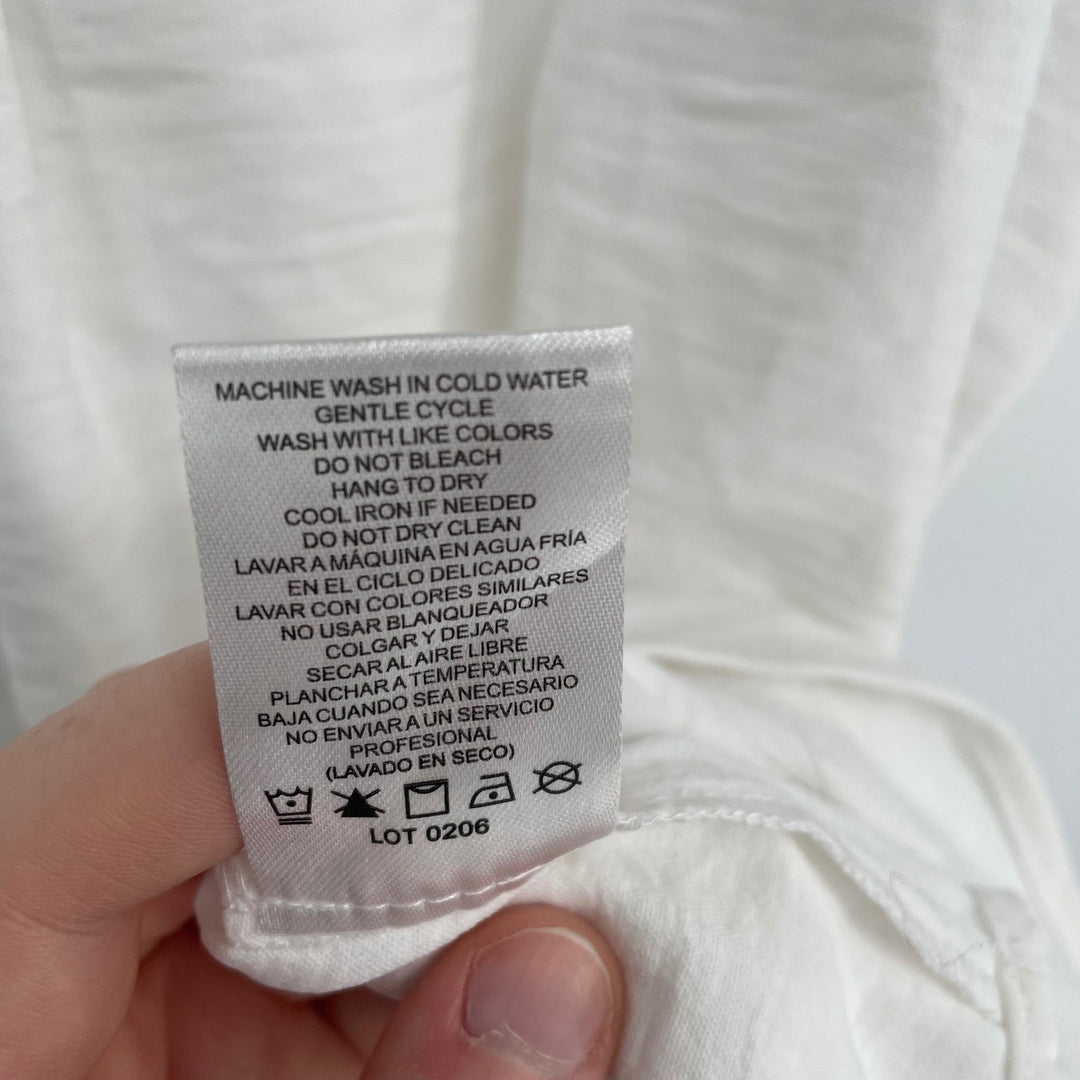 MACHINE WASH IN COLD WATER
GENTLE CYCLE
WASH WITH LIKE COLORS
DO NOT BLEACH
HANG TO DRY
COOL IRON IF NEEDED
DO NOT DRY CLEAN
LAVAR A MÁQUINA EN AGUA FRÍA
EN EL CICLO DELICADO
LAVAR CON COLORES SIMILARES
NO USAR BLANQUEADOR
COLGAR Y DEJAR
SECAR AL AIRE LIBRE
PLANCHAR A TEMPERATURA
BAJA CUANDO SEA NECESARIO
NO ENVIAR A UN SERVICIO
PROFESIONAL
(LAVADO EN SECO)
LOT 0206